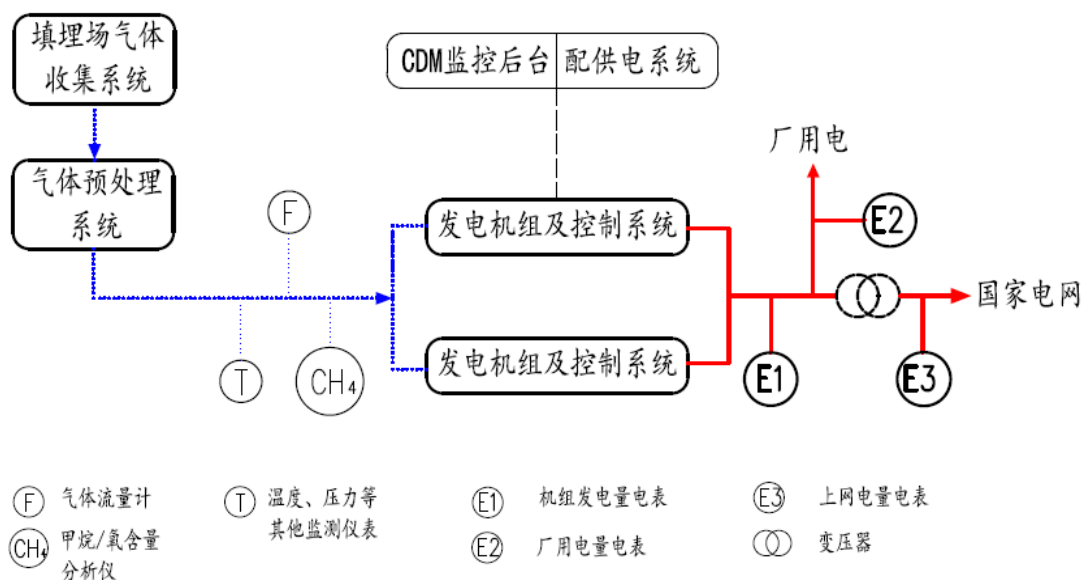 填埋场气体
收集系统
CDM监控后台 配供电系统
厂用电
气体预处理
系统
F
发电机组及控制系统
E2
国家电网
发电机组及控制系统
T
CH₄
E1
E3
F 气体流量计
T 温度、压力等
其他监测仪表
E1 机组发电量电表
E3 上网电量电表
CH₄ 甲烷/氧含量
分析仪
E2 厂用电量电表
变压器